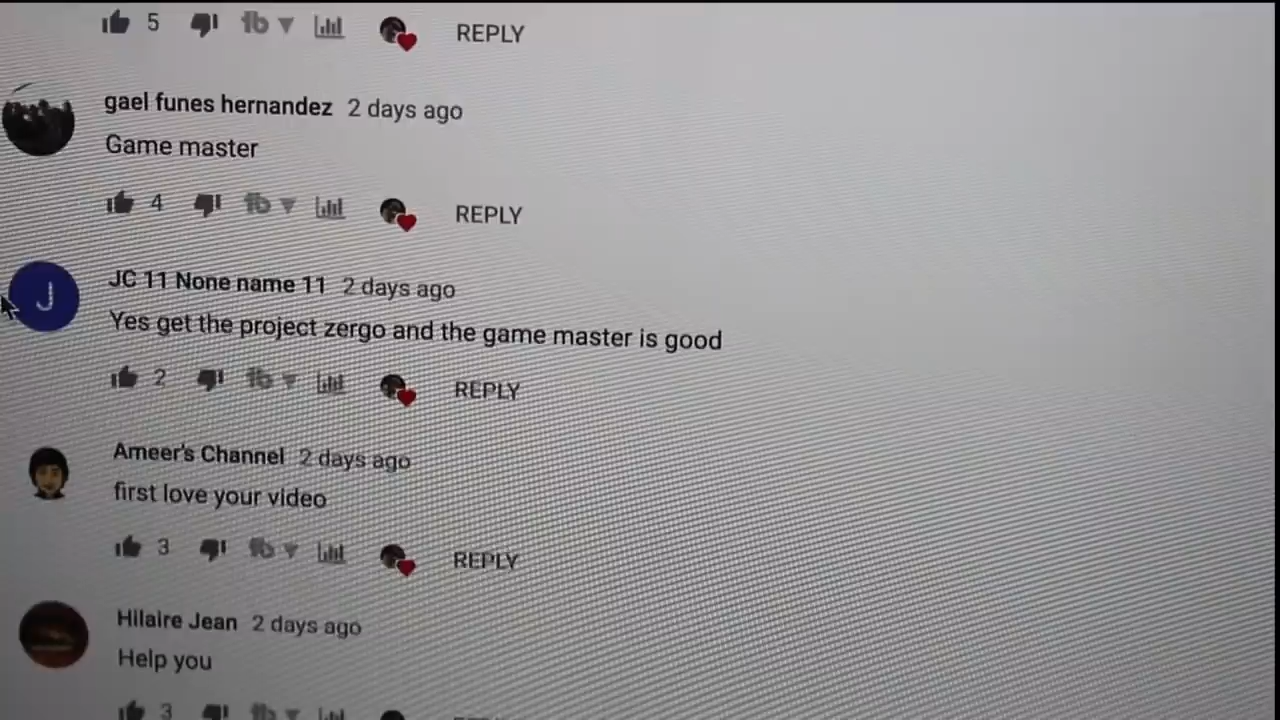 5 REPLY
gael funes hernandez 2 days ago
Game master
4 REPLY
JC 11 None name 11 2 days ago
Yes get the project zergo and the game master is good
2 REPLY
Ameer's Channel 2 days ago
first love your video
3 REPLY
Hilaire Jean 2 days ago
Help you
3